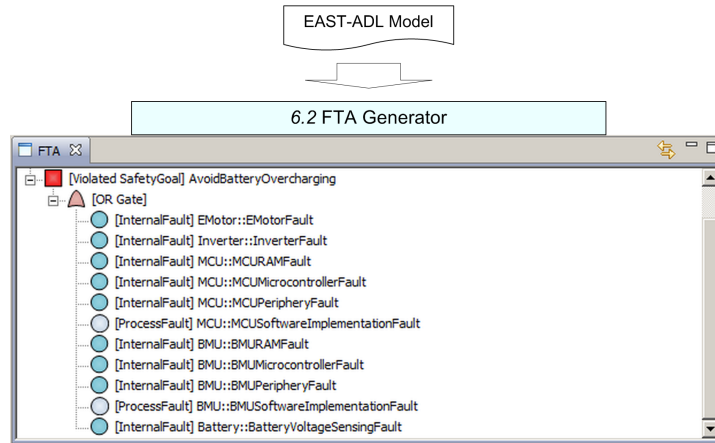 EAST-ADL Model
6.2 FTA Generator
FTA
[Violated SafetyGoal] AvoidBatteryOvercharging
[OR Gate]
[InternalFault] EMotor::EMotorFault
[InternalFault] Inverter::InverterFault
[InternalFault] MCU::MCURAMFault
[InternalFault] MCU::MCUMicrocontrollerFault
[InternalFault] MCU::MCUPeripheryFault
[ProcessFault] MCU::MCUSoftwareImplementationFault
[InternalFault] BMU::BMURAMFault
[InternalFault] BMU::BMUMicrocontrollerFault
[InternalFault] BMU::BMUPeripheryFault
[ProcessFault] BMU::BMUSoftwareImplementationFault
[InternalFault] Battery::BatteryVoltageSensingFault